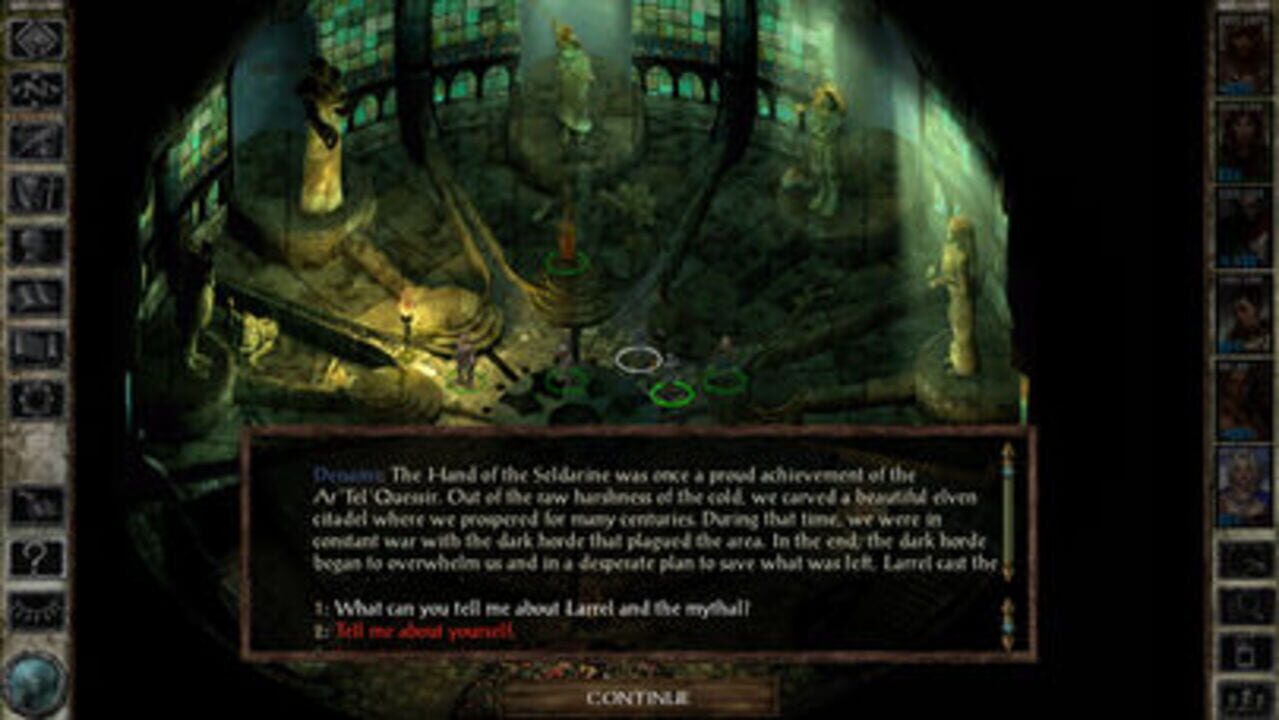 The Hand of the Seldarine was once a proud achievement of the
Ar'Tel'Quessir. Out of the raw harshness of the cold, we carved a beautiful elven
citadel where we prospered for many centuries. During that time, we were in
constant war with the dark horde that plagued the area. In the end, the dark horde
began to overwhelm us and in a desperate plan to save what was left, Larrel cast the
1: What can you tell me about Larrel and the mythal?
2: Tell me about yourself.
CONTINUE